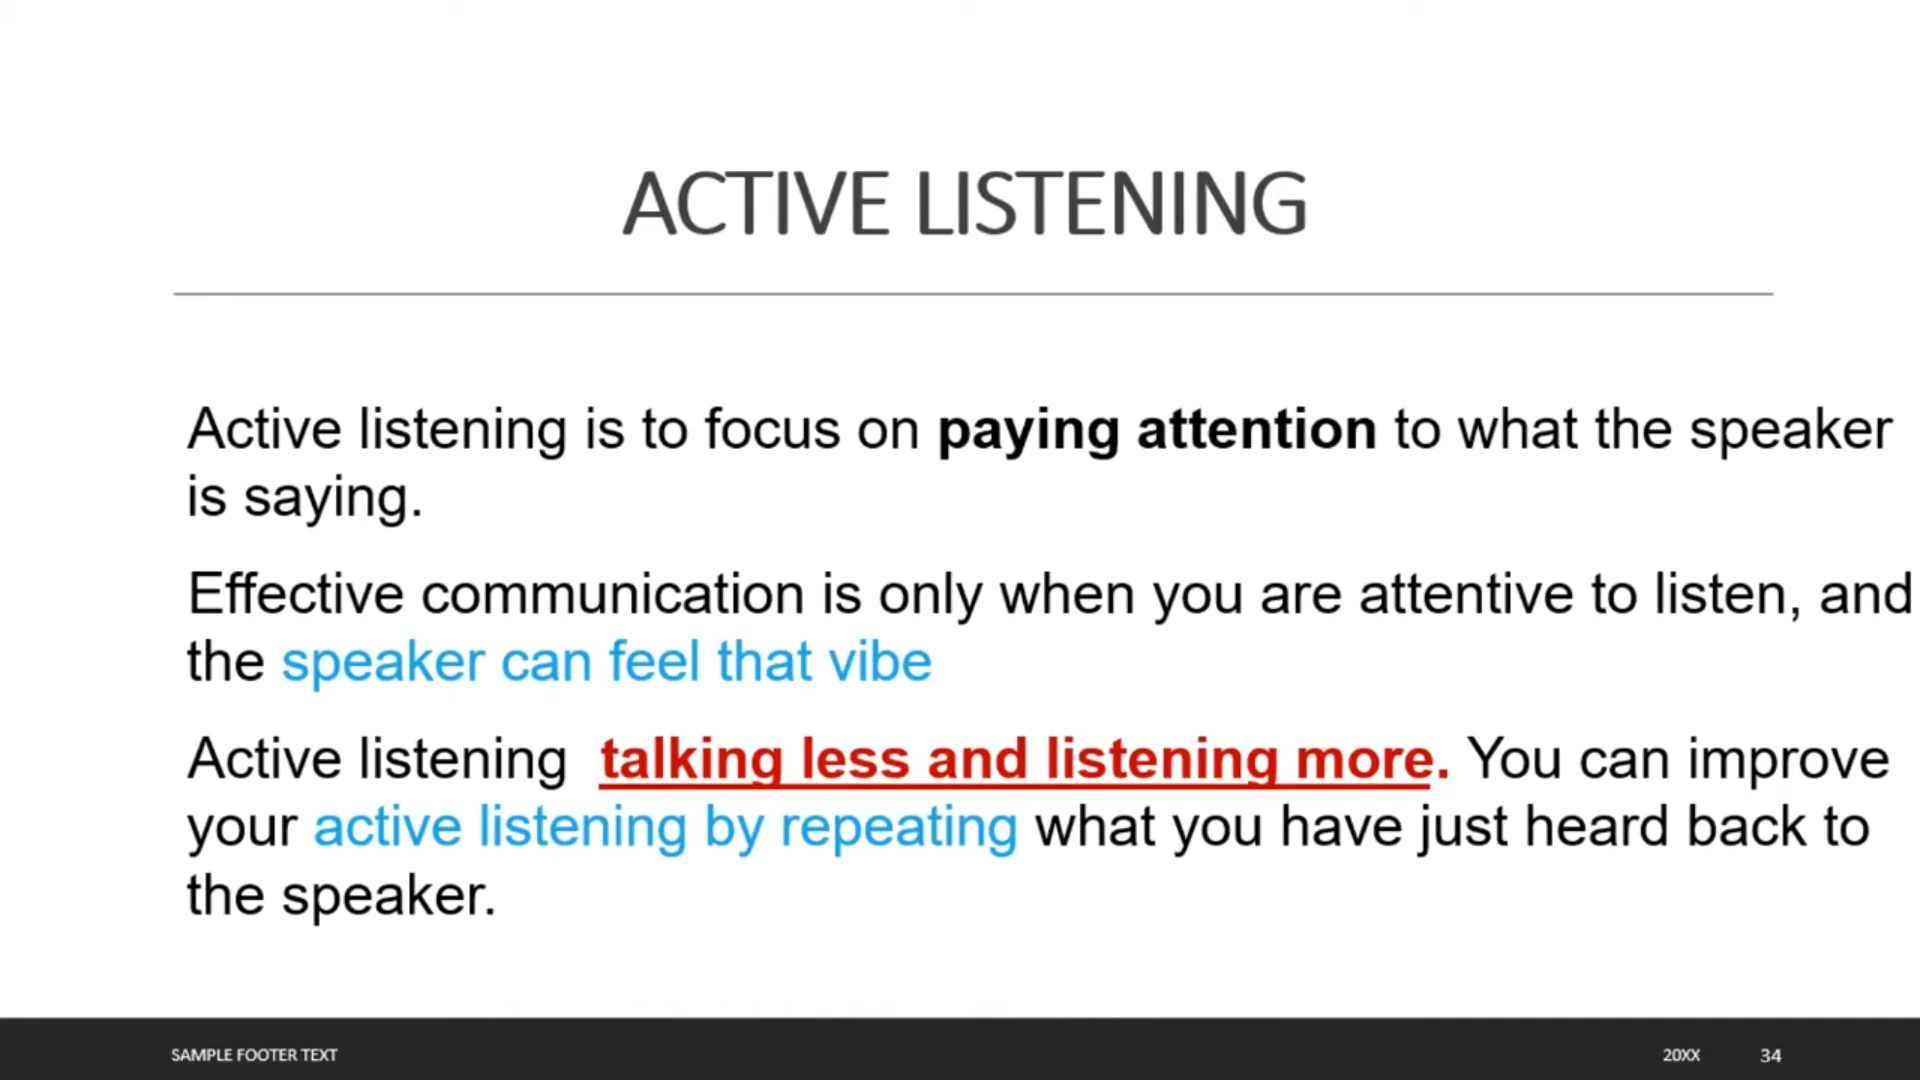 ACTIVE LISTENING
Active listening is to focus on paying attention to what the speaker
is saying.
Effective communication is only when you are attentive to listen, and
the speaker can feel that vibe
Active listening  talking less and listening more. You can improve
your active listening by repeating what you have just heard back to
the speaker.
SAMPLE FOOTER TEXT
20XX
34